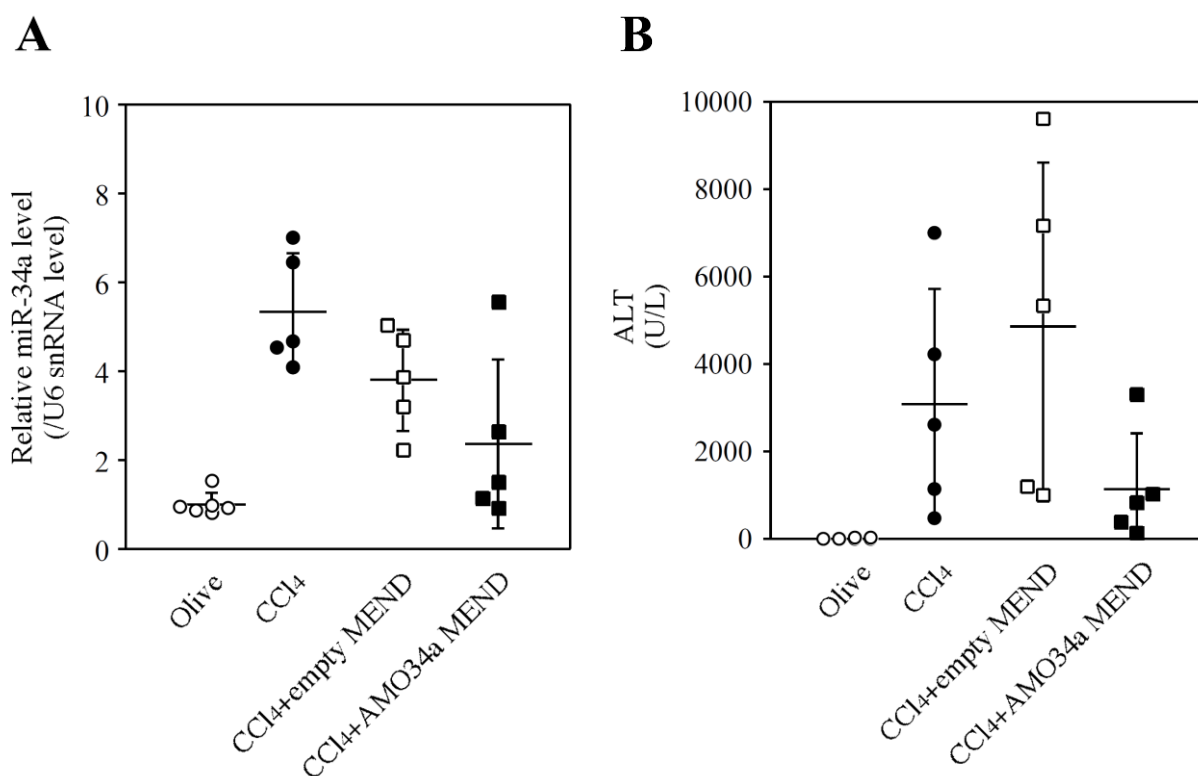 A
Relative miR-34a level
(/U6 snRNA level)
10
8
6
4
2
0
Olive
CCl4
CCl4+empty MEND
CCl4+AMO34a MEND
B
ALT
(U/L)
10000
8000
6000
4000
2000
0
Olive
CCl4
CCl4+empty MEND
CCl4+AMO34a MEND